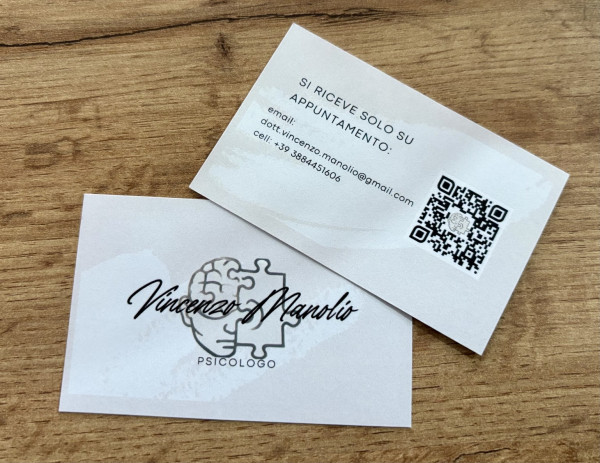 SI RICEVE SOLO SU
APPUNTAMENTO:
email:
dott.vincenzo.manolio@gmail.com
cell: +39 3884451606
Vincenzo Manolio
PSICOLOGO